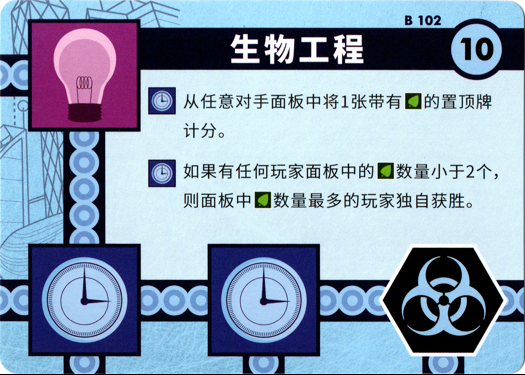 B 102
生物工程
10
从任意对手面板中将1张带有的置顶牌
计分。
如果有任何玩家面板中的数量小于2个，
则面板中数量最多的玩家独自获胜。